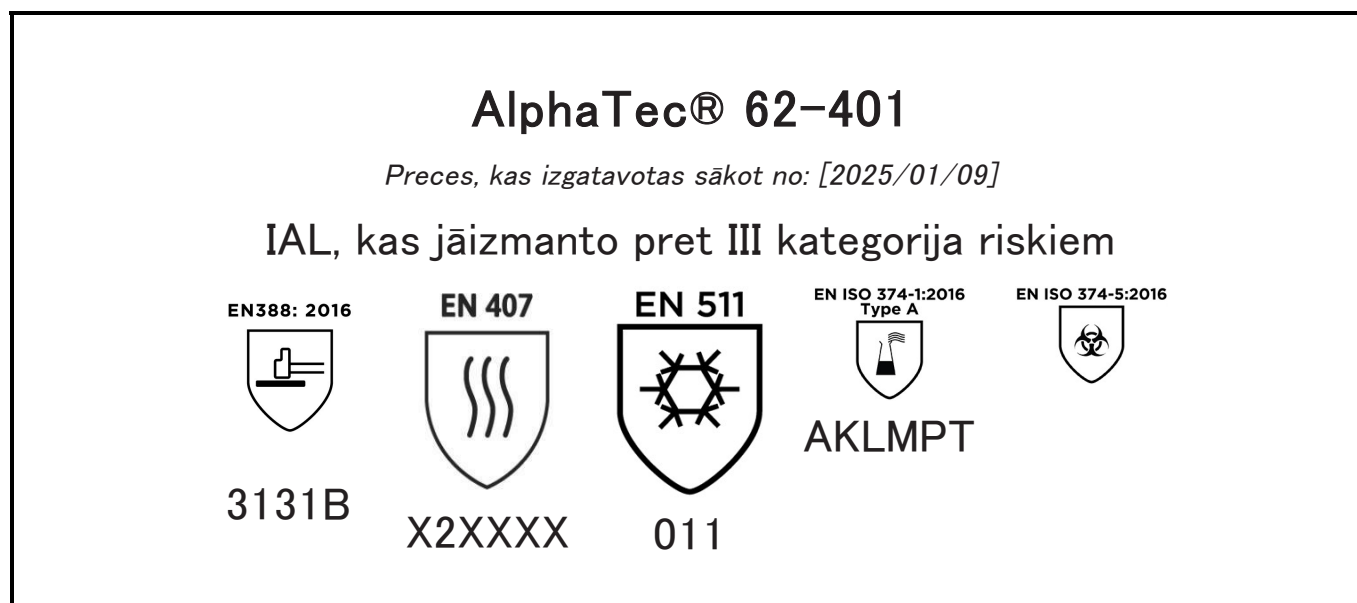 AlphaTec® 62-401
Preces, kas izgatavotas sākot no: [2025/01/09]
IAL, kas jāizmanto pret III kategorija riskiem
EN388: 2016
3131B
EN 407
X2XXXX
EN 511
011
EN ISO 374-1:2016
Type A
AKLMPT
EN ISO 374-5:2016